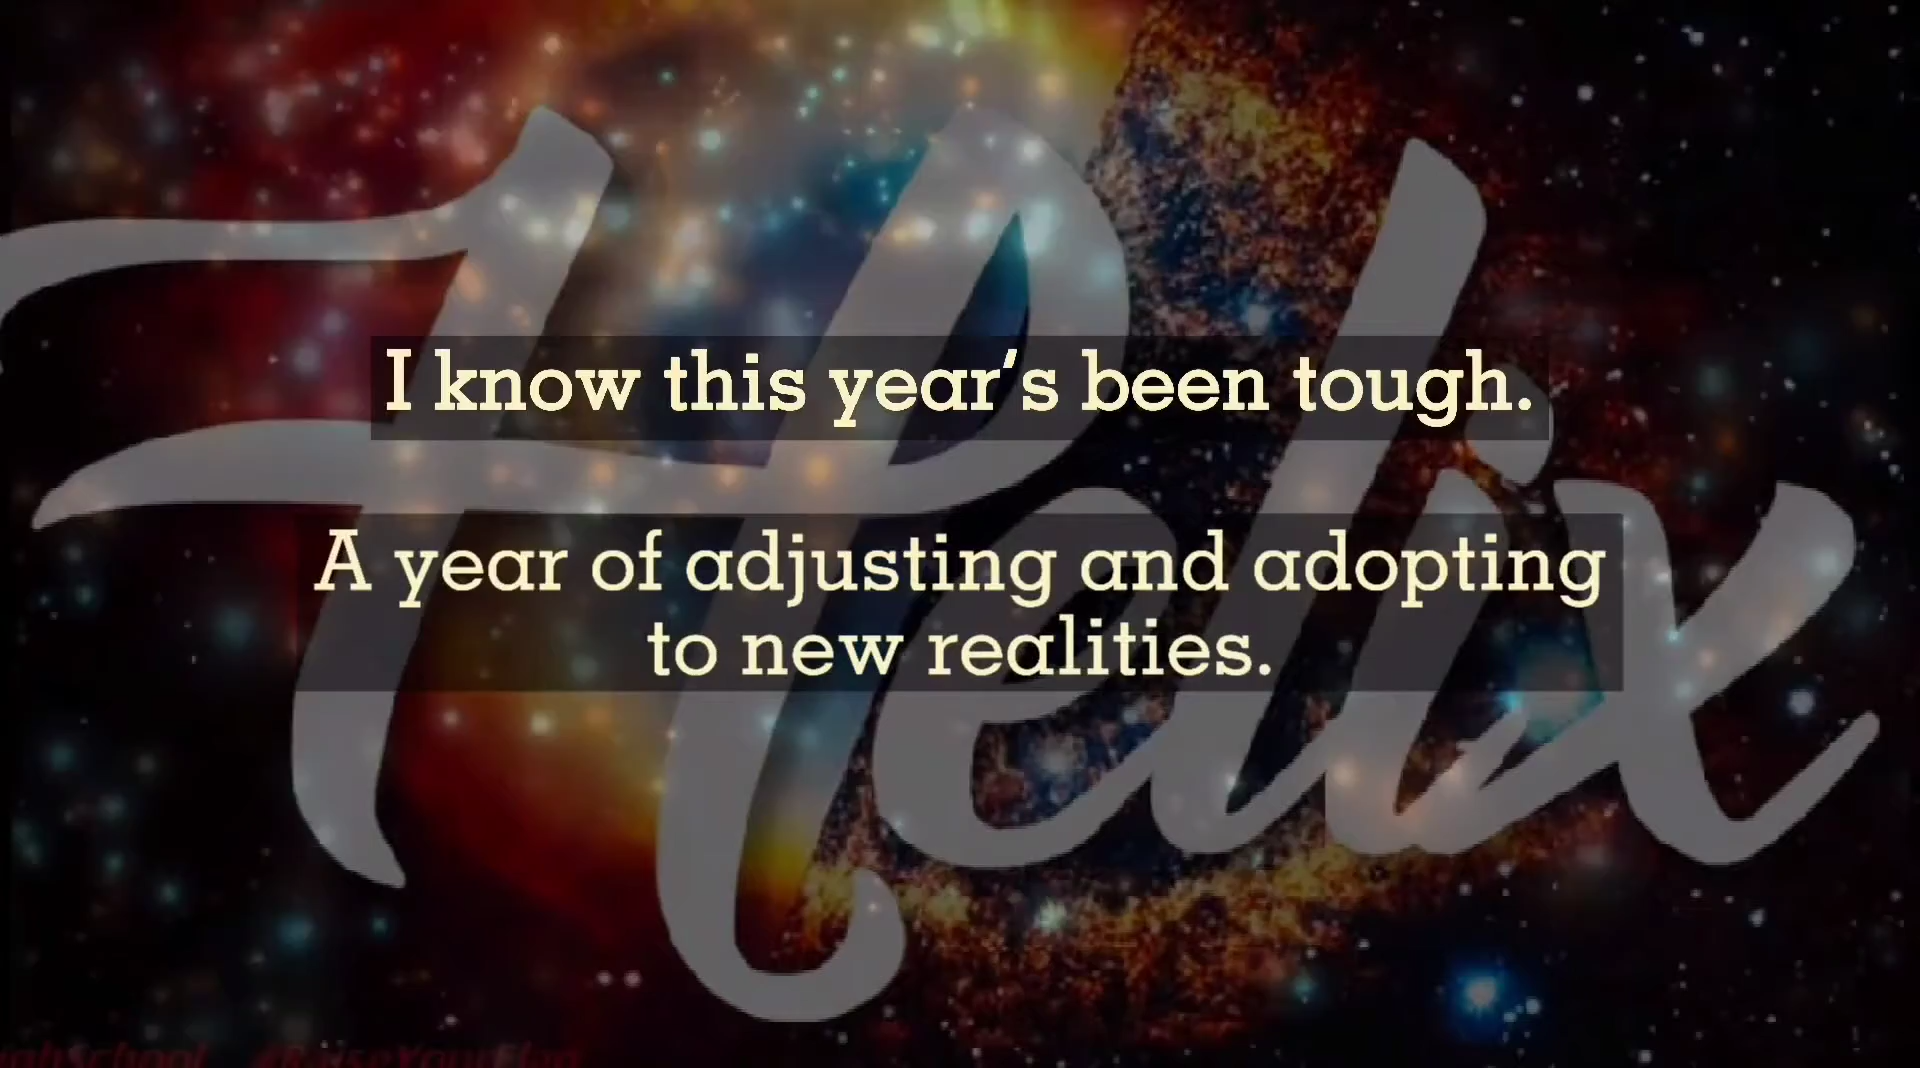 Helix
I know this year's been tough.
A year of adjusting and adopting
to new realities.